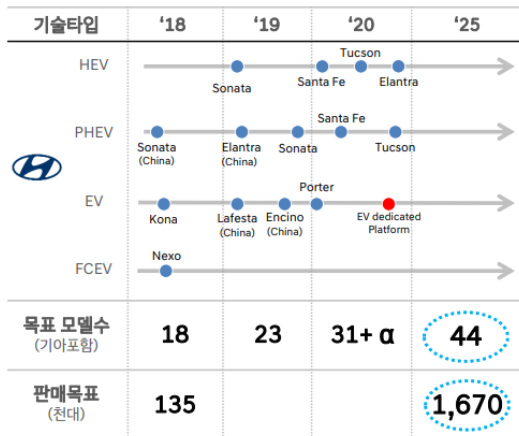 기술타입 ‘18 ‘19 ‘20 ‘25
Tucson
HEV
Sonata Santa Fe Elantra
Santa Fe
PHEV
Sonata Elantra Sonata Tucson
(China) (China)
Porter
EV
Kona Lafesta Encino EV dedicated
(China) (China) Platform
Nexo
FCEV
목표 모델수 18 23 31+ α 44
(기아포함)
판매목표 135 1,670
(천대)